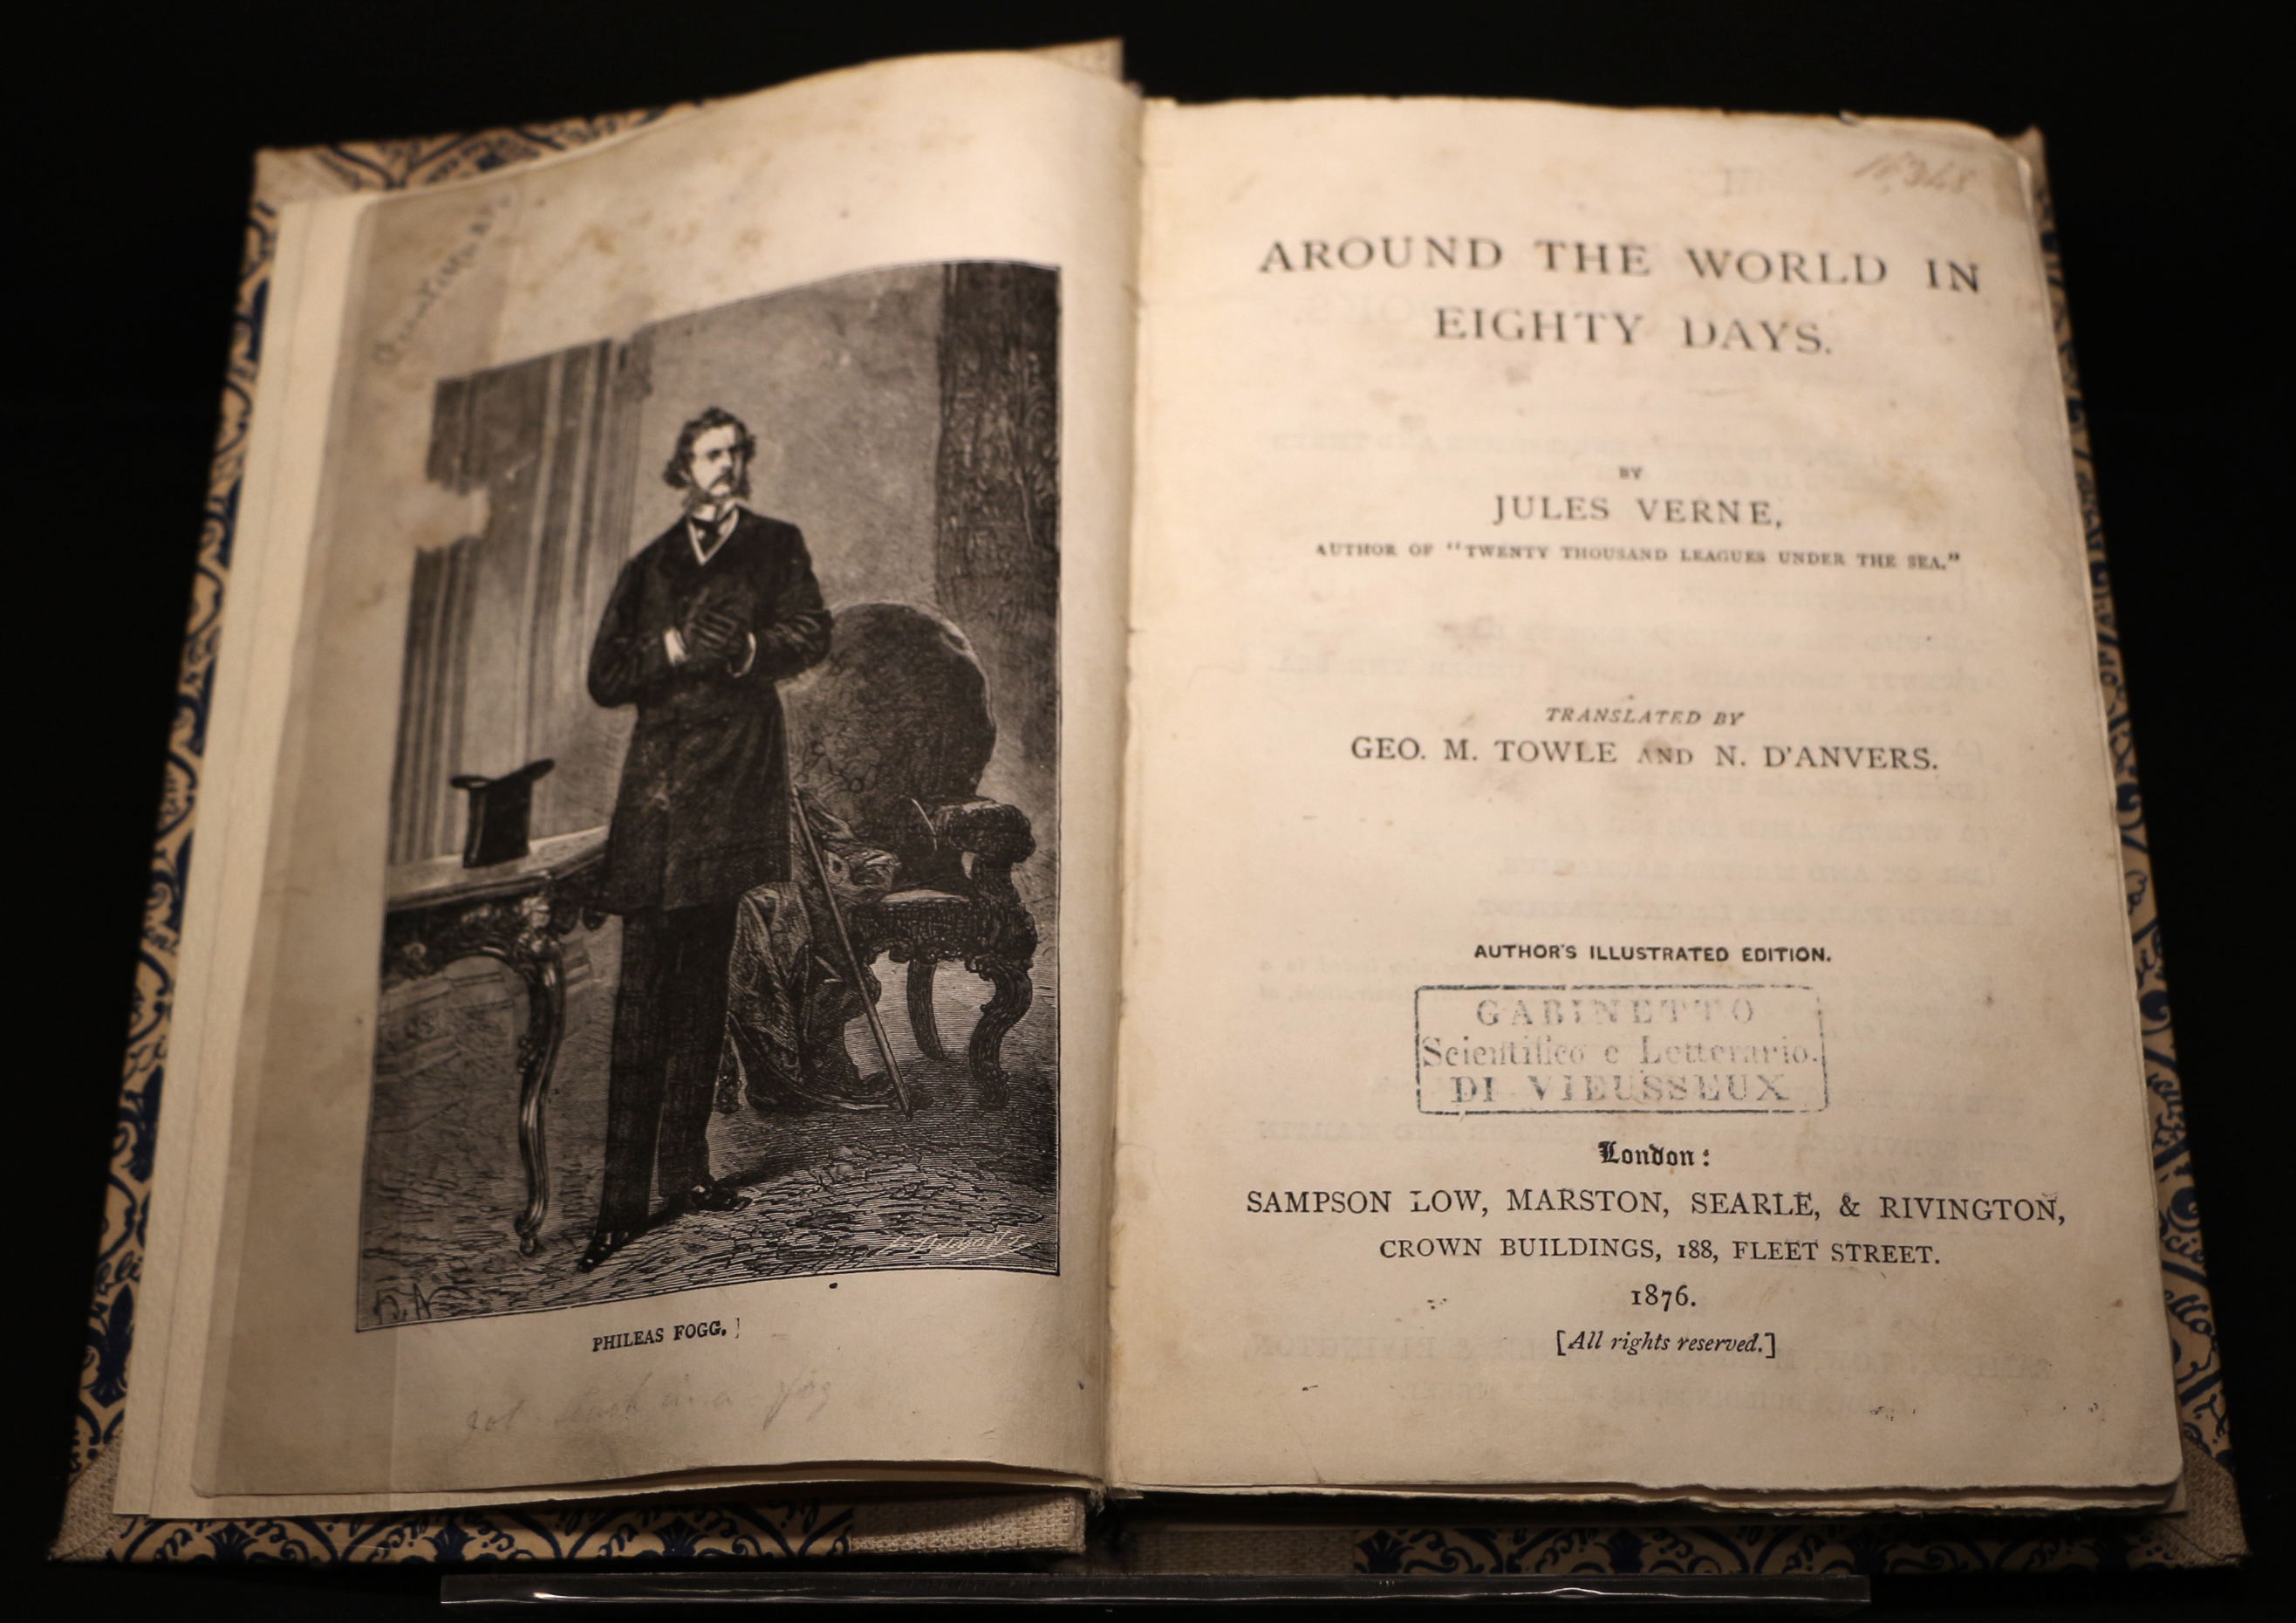 PHILEAS FOGG.
AROUND THE WORLD IN
EIGHTY DAYS.
BY
JULES VERNE,
AUTHOR OF "TWENTY THOUSAND LEAGUES UNDER THE SEA."
TRANSLATED BY
GEO. M. TOWLE AND N. D'ANVERS.
AUTHOR'S ILLUSTRATED EDITION.
GABINETTO
Scientifico e Letterario.
DI VIEUSSEUX
London:
SAMPSON LOW, MARSTON, SEARLE, & RIVINGTON,
CROWN BUILDINGS, 188, FLEET STREET.
1876.
[All rights reserved.]